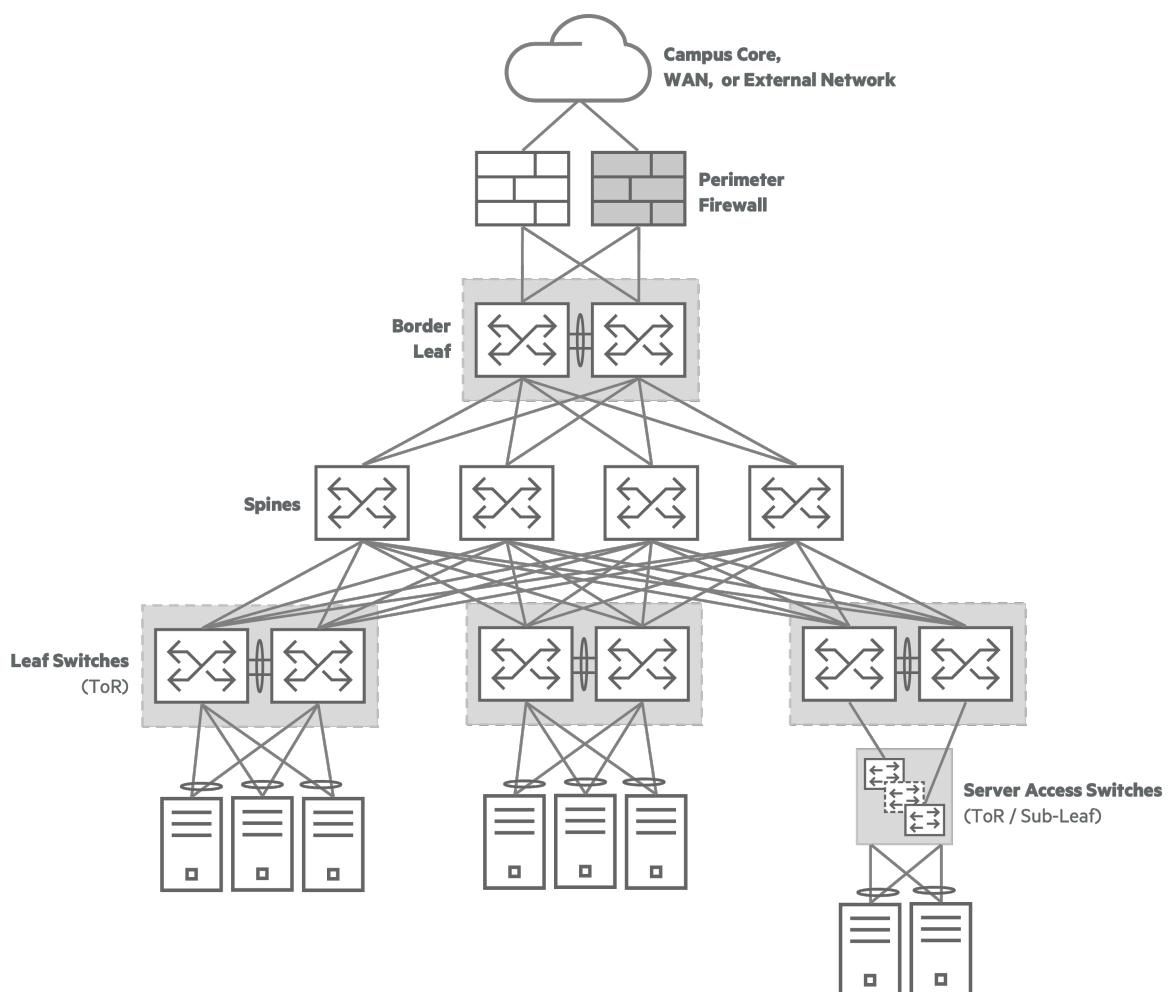 Campus Core,
WAN, or External Network
Perimeter
Firewall
Border
Leaf
Spines
Leaf Switches
(ToR)
Server Access Switches
(ToR / Sub-Leaf)